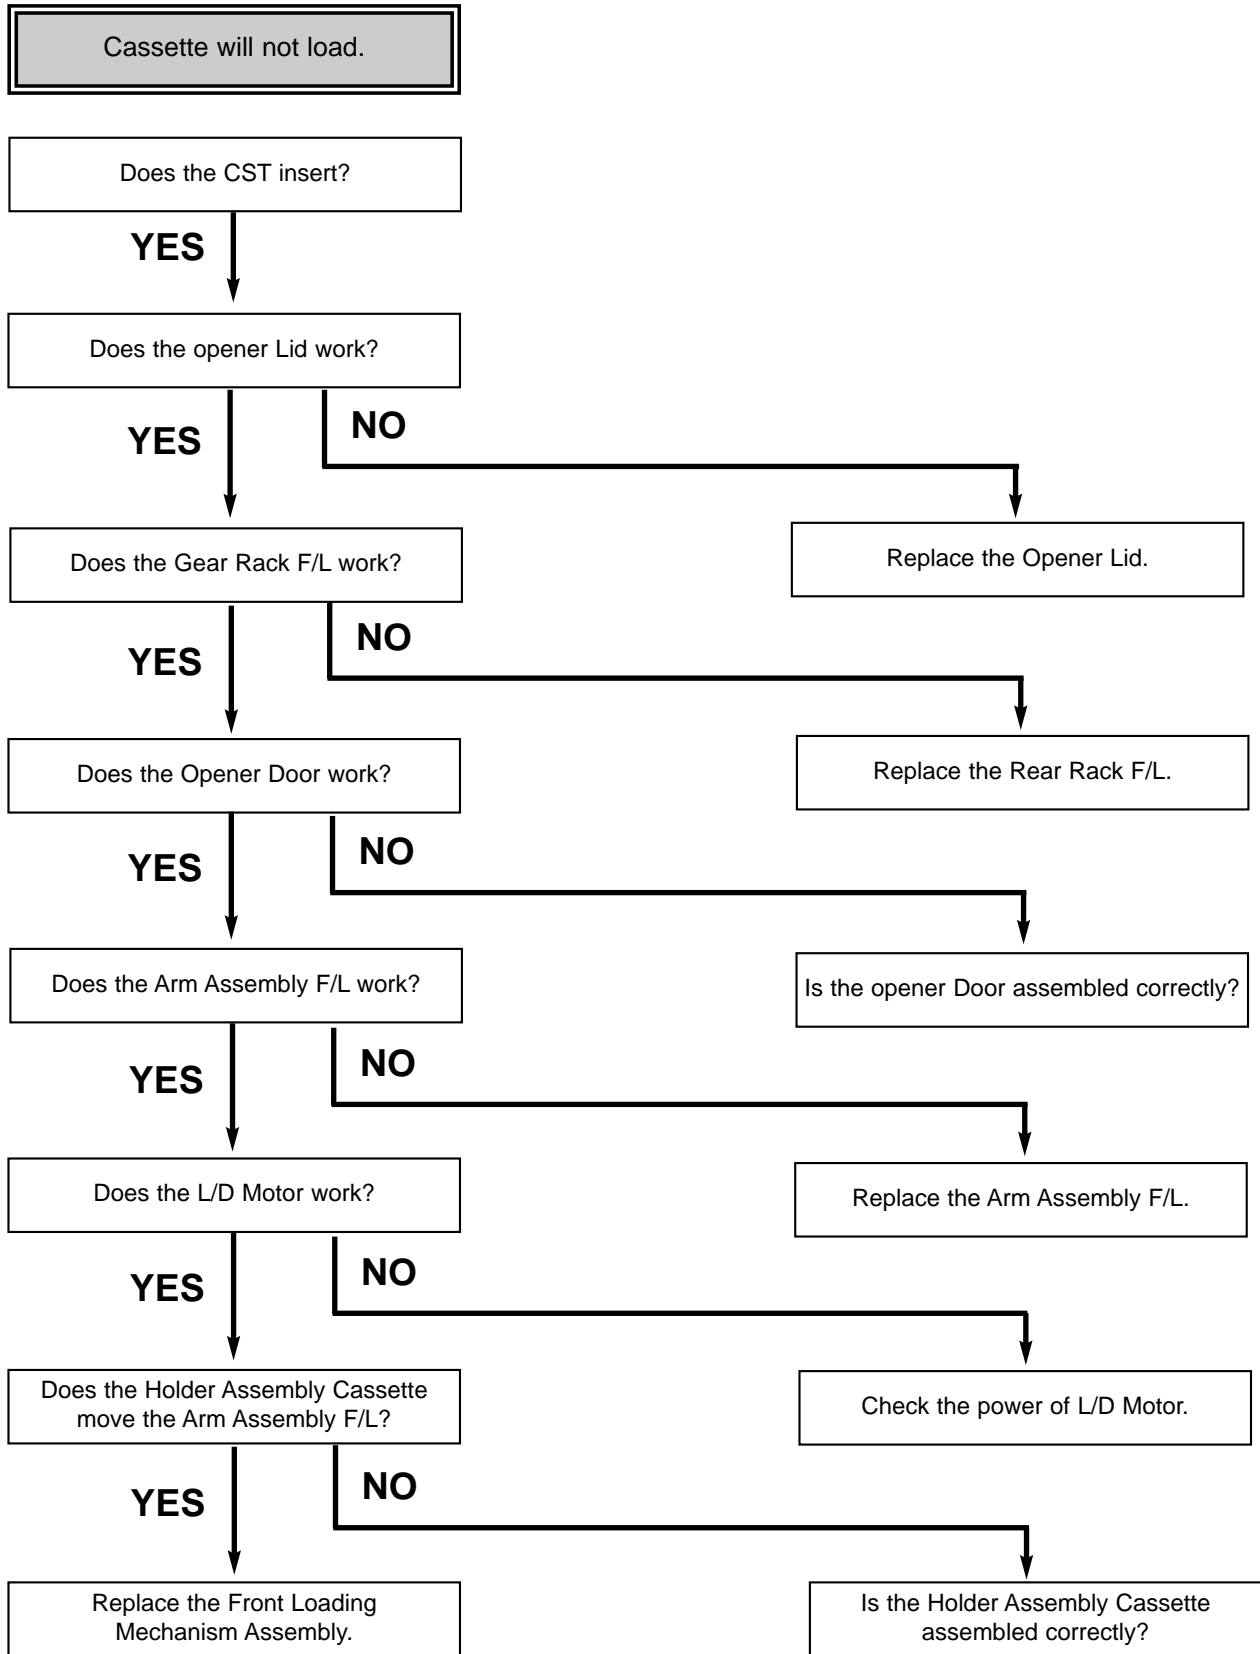 Cassette will not load.
Does the CST insert?
YES
Does the opener Lid work?
YES
NO
Does the Gear Rack F/L work?
Replace the Opener Lid.
YES
NO
Does the Opener Door work?
Replace the Rear Rack F/L.
YES
NO
Does the Arm Assembly F/L work?
Is the opener Door assembled correctly?
YES
NO
Does the L/D Motor work?
Replace the Arm Assembly F/L.
YES
NO
Does the Holder Assembly Cassette
move the Arm Assembly F/L?
Check the power of L/D Motor.
YES
NO
Replace the Front Loading
Mechanism Assembly.
Is the Holder Assembly Cassette
assembled correctly?